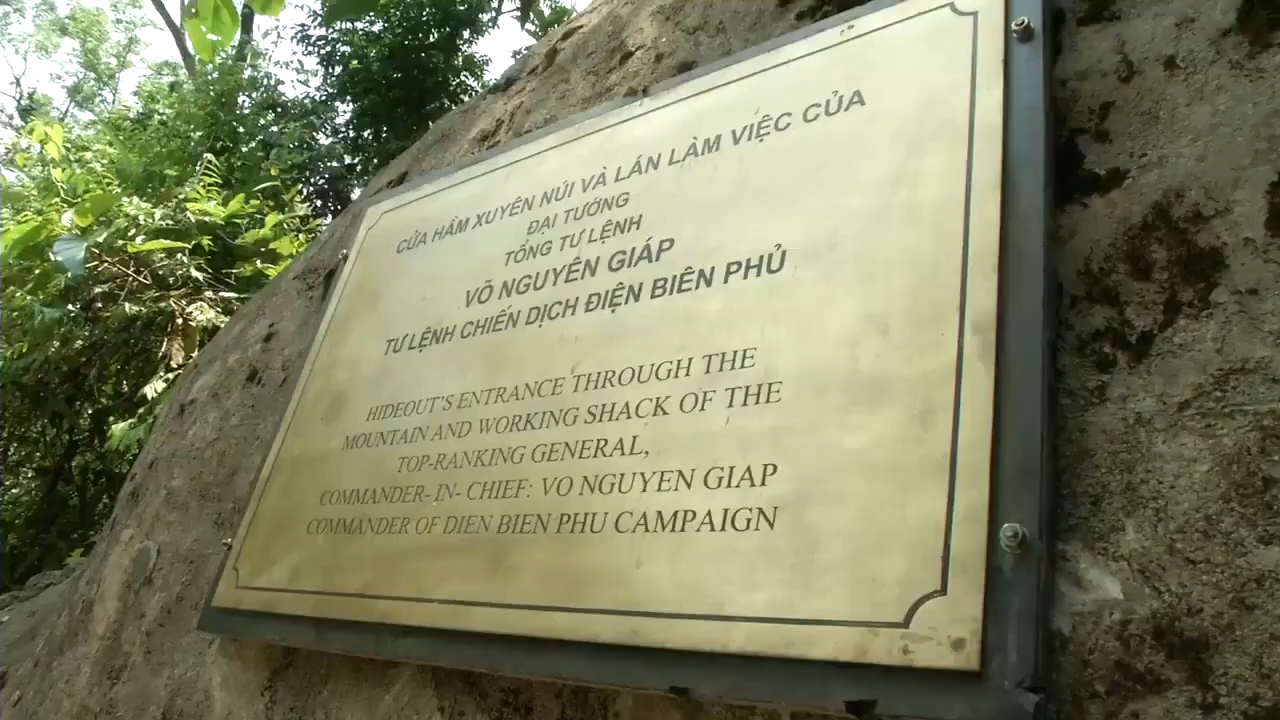 CỬA HẦM XUYÊN NÚI VÀ LÁN LÀM VIỆC CỦA
ĐẠI TƯỚNG
TỔNG TƯ LỆNH
VÕ NGUYÊN GIÁP
TƯ LỆNH CHIẾN DỊCH ĐIỆN BIÊN PHỦ
HIDEOUT'S ENTRANCE THROUGH THE
MOUNTAIN AND WORKING SHACK OF THE
TOP-RANKING GENERAL,
COMMANDER- IN- CHIEF: VO NGUYEN GIAP
COMMANDER OF DIEN BIEN PHU CAMPAIGN